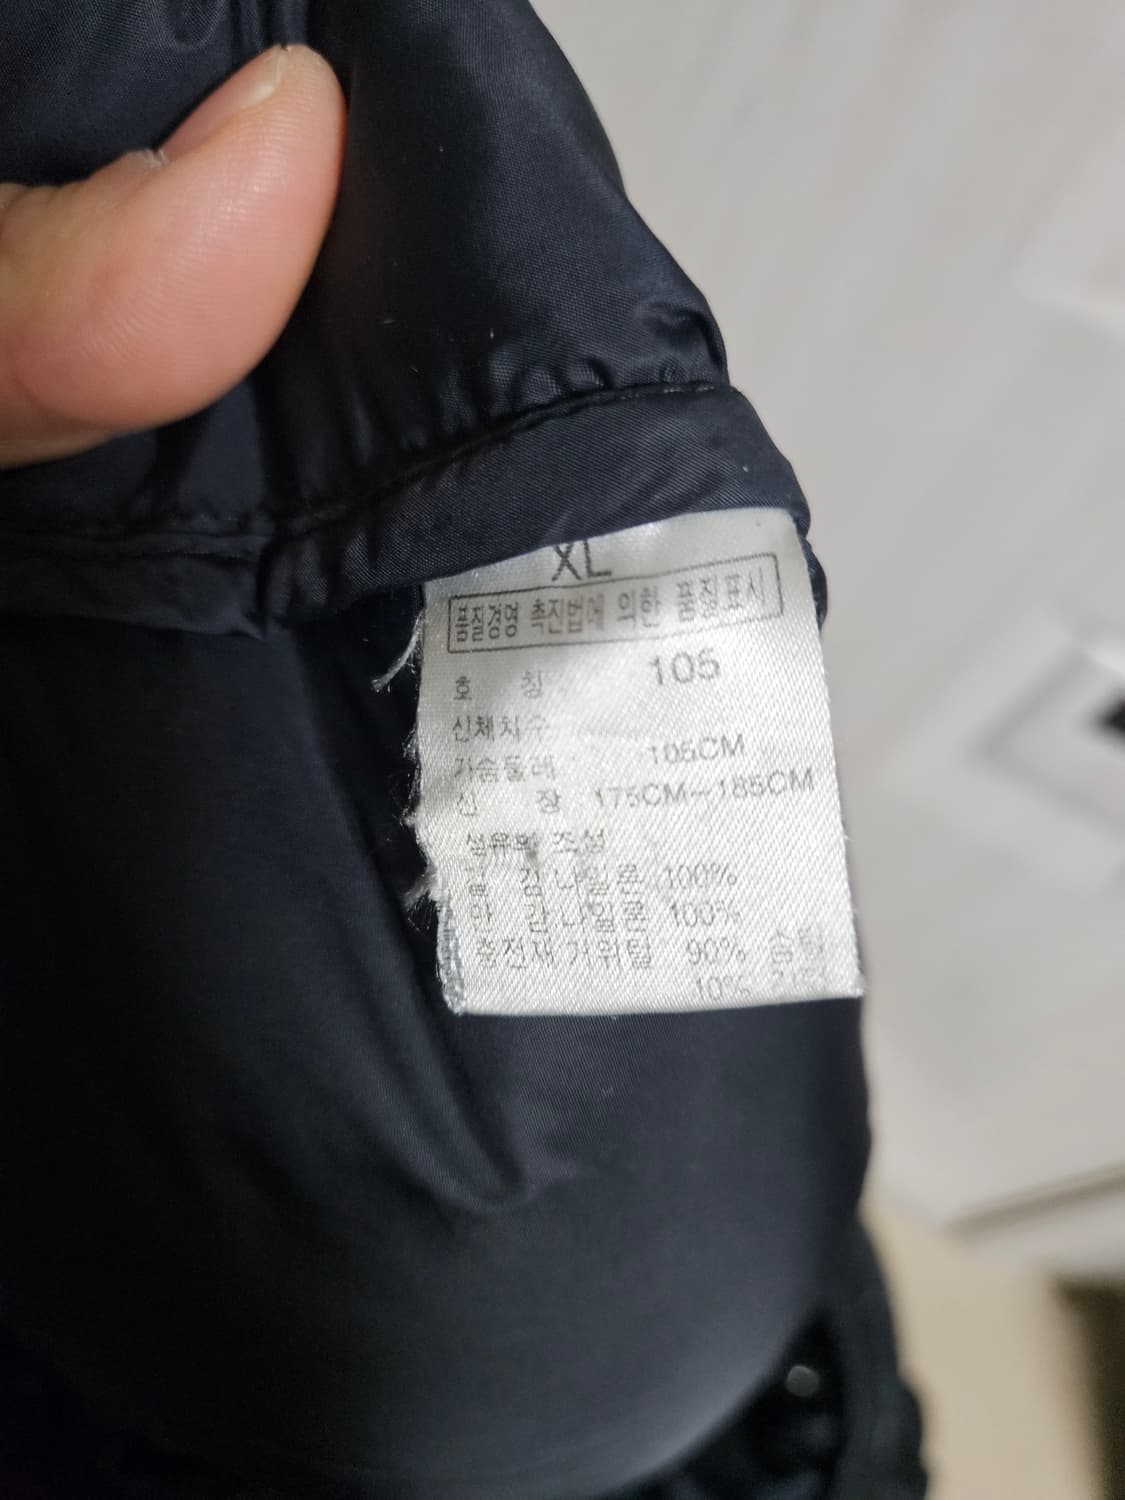 XL
품질경영 촉진법에 의한 품질표시
호 칭 105
신체치수
가슴둘레 105CM
신 장 175CM-185CM
섬유의 조성
겉 감 나일론 100%
안 감 나일론 100%
충전재 거위털 90% 솜털
10% 깃털